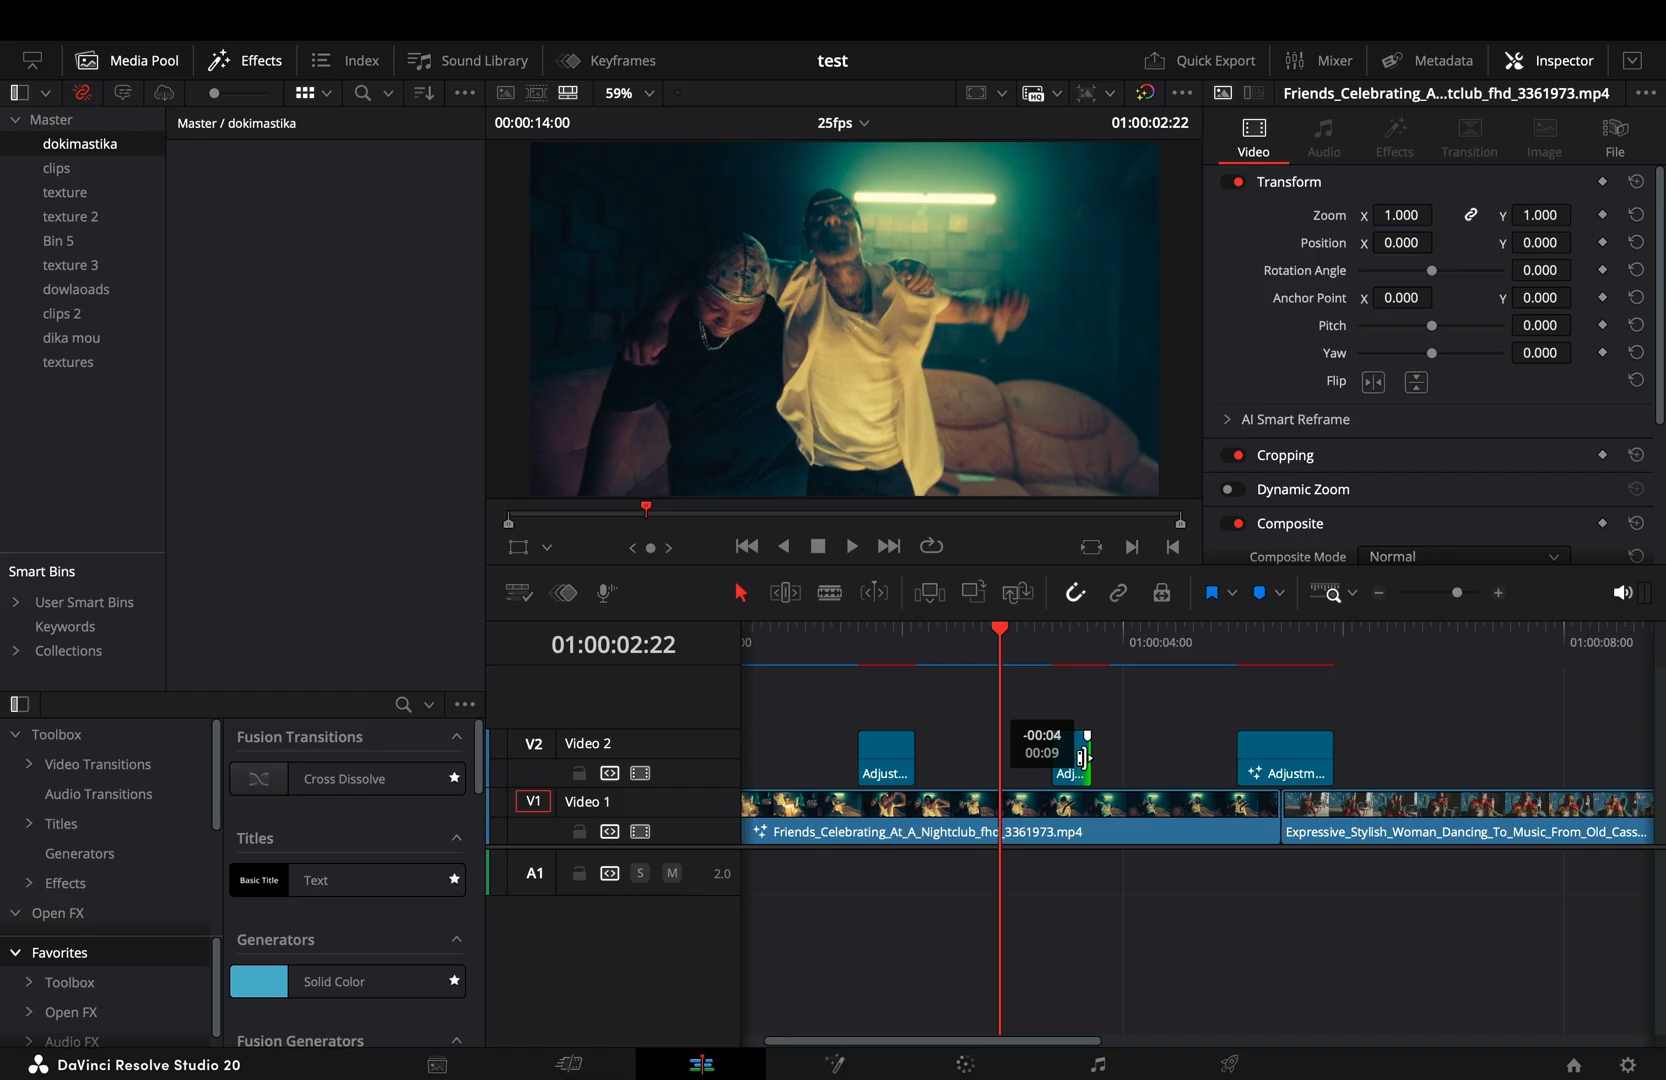 Media Pool
Effects
Index
Sound Library
Keyframes
test
Quick Export
Mixer
Metadata
Inspector
59%
Friends_Celebrating_A...tclub_fhd_3361973.mp4
Master
Master / dokimastika
00:00:14:00
25fps
01:00:02:22
dokimastika
clips
texture
texture 2
Bin 5
texture 3
dowlaoads
clips 2
dika mou
textures
Video
Audio
Effects
Transition
Image
File
Transform
Zoom X 1.000 Y 1.000
Position X 0.000 Y 0.000
Rotation Angle 0.000
Anchor Point X 0.000 Y 0.000
Pitch 0.000
Yaw 0.000
Flip
AI Smart Reframe
Cropping
Dynamic Zoom
Composite
Composite Mode Normal
Smart Bins
User Smart Bins
Keywords
Collections
01:00:02:22
00
01:00:04:00
01:00:08:00
Toolbox
Video Transitions
Audio Transitions
Titles
Generators
Effects
Open FX
Favorites
Toolbox
Open FX
Audio FX
Fusion Transitions
Cross Dissolve
Titles
Basic Title
Text
Generators
Solid Color
Fusion Generators
V2 Video 2
-00:04
00:09
Adjust...
Adj...
Adjustm...
V1 Video 1
Friends_Celebrating_At_A_Nightclub_fhd_3361973.mp4
Expressive_Stylish_Woman_Dancing_To_Music_From_Old_Cass...
A1 S M 2.0
DaVinci Resolve Studio 20